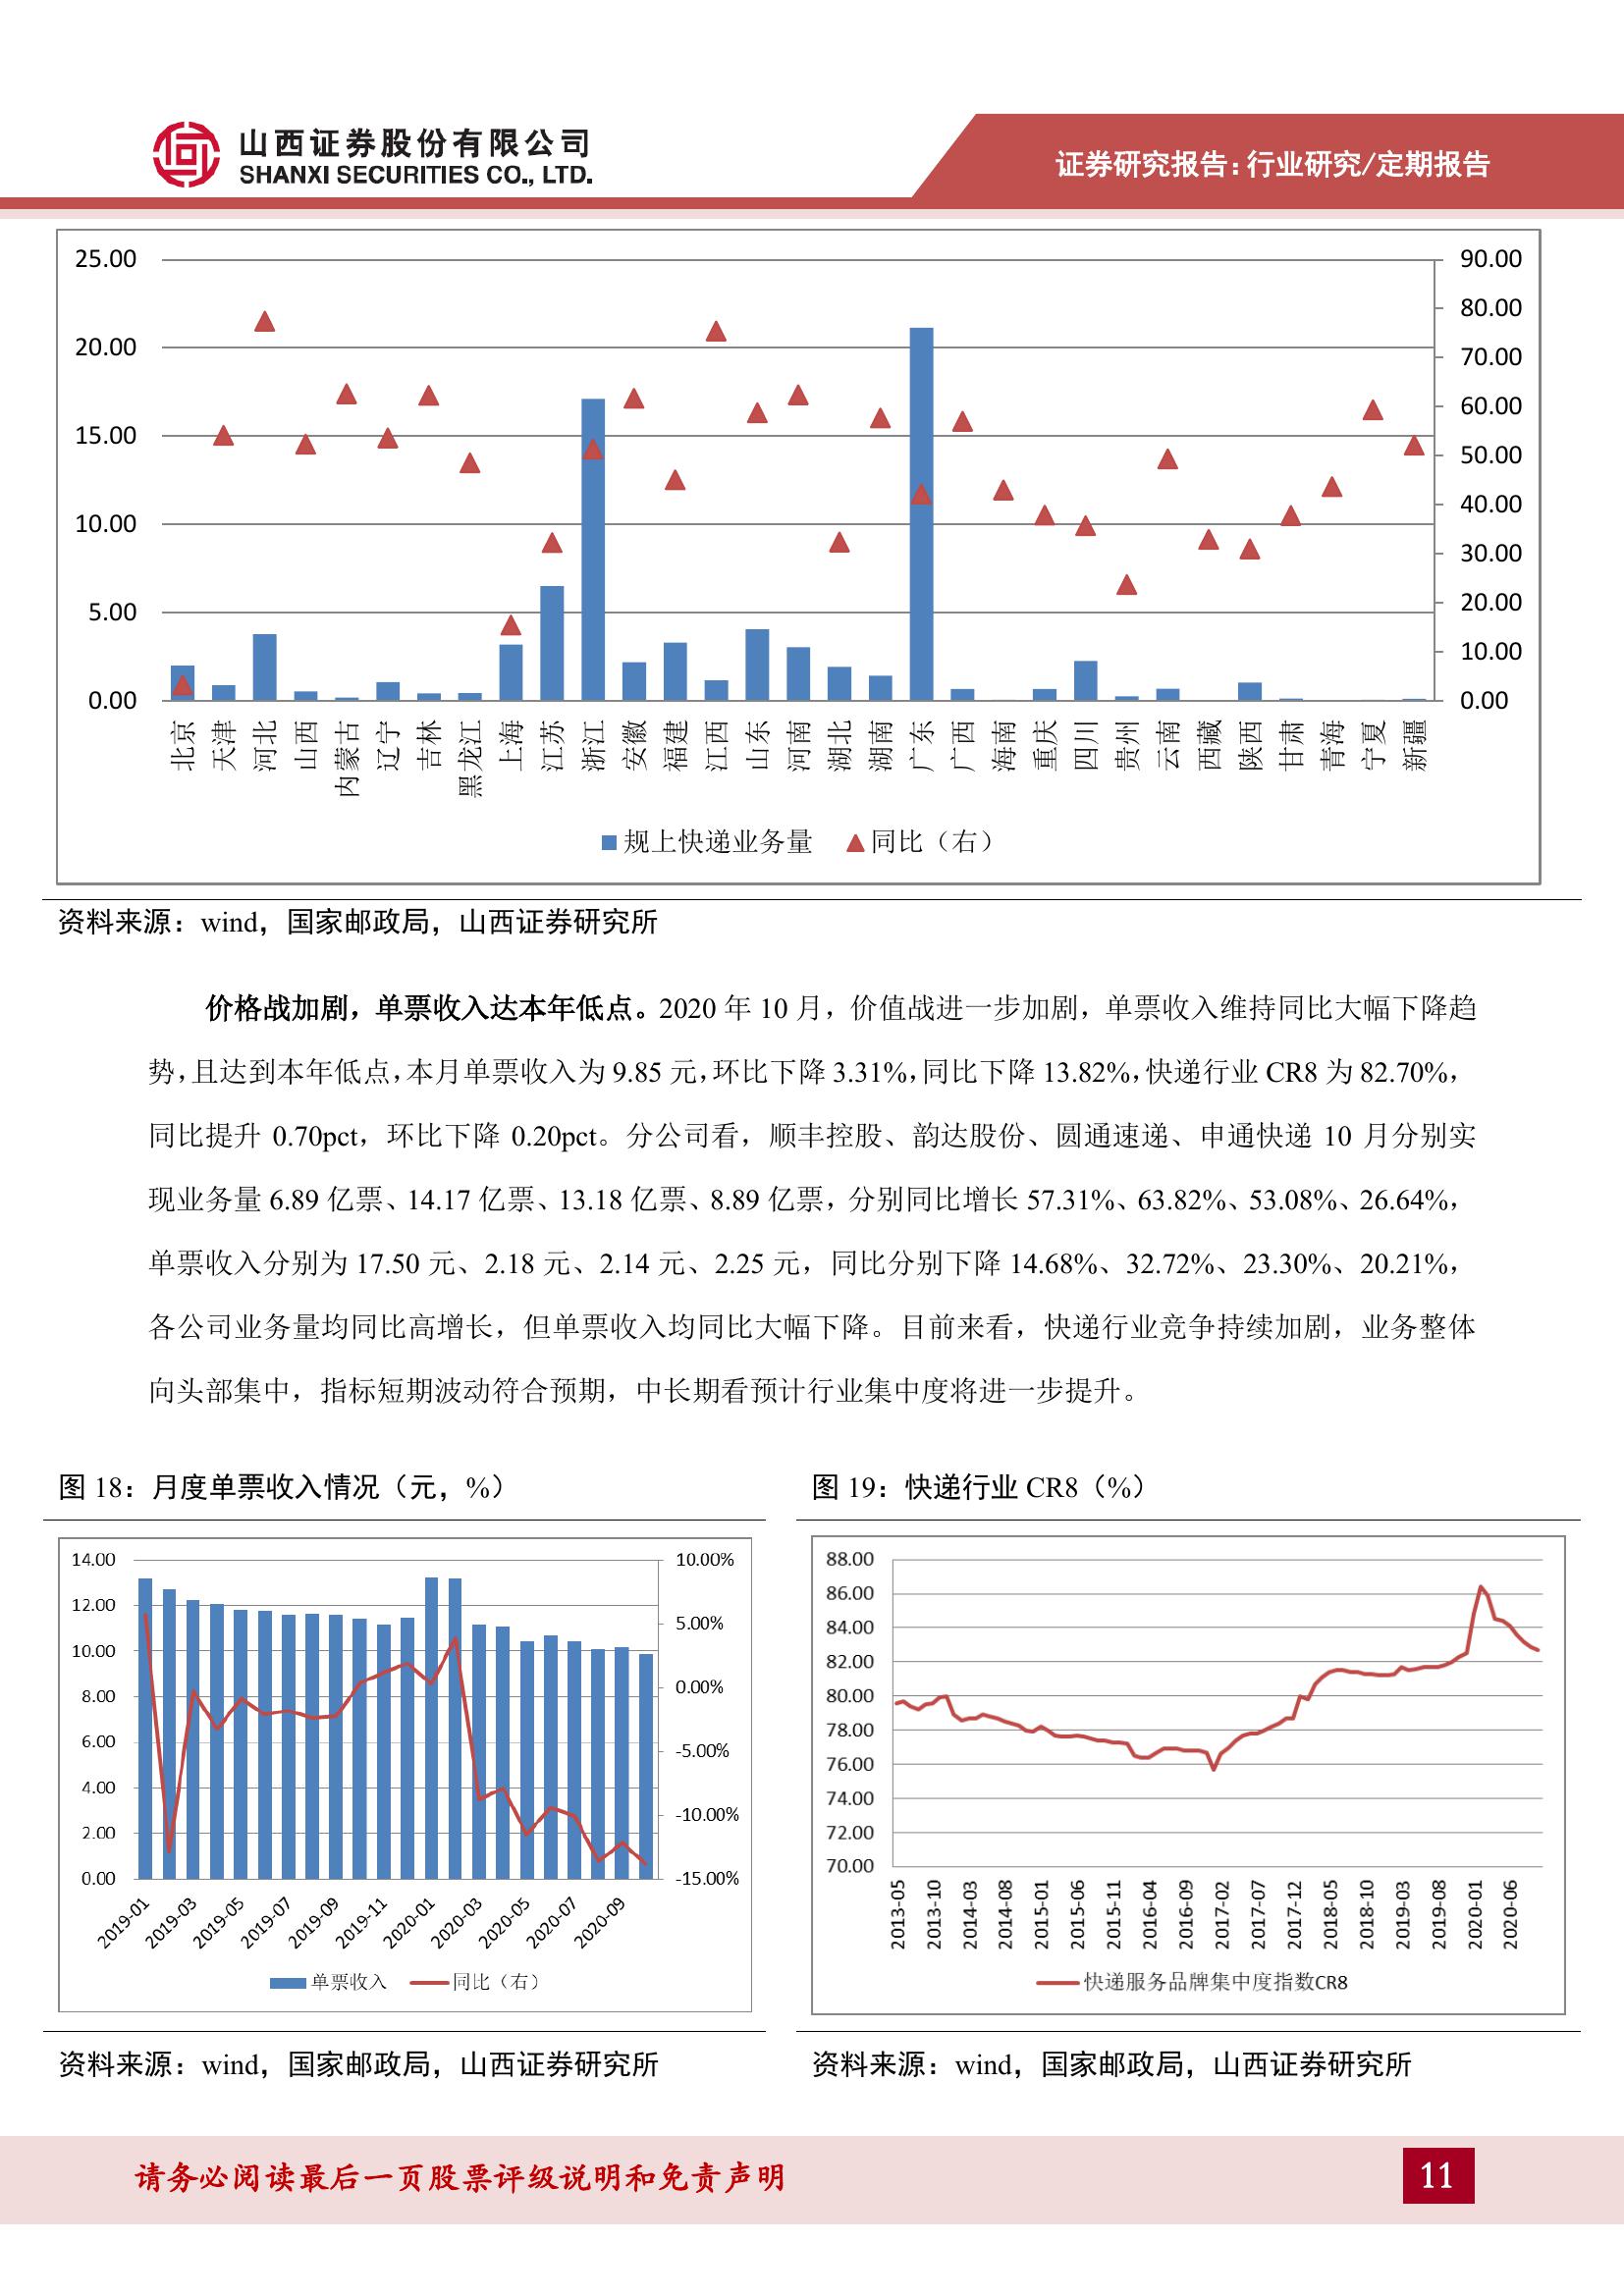 山西证券股份有限公司
SHANXI SECURITIES CO., LTD.
证券研究报告：行业研究/定期报告
25.00
20.00
15.00
10.00
5.00
0.00
90.00
80.00
70.00
60.00
50.00
40.00
30.00
20.00
10.00
0.00
北京 天津 河北 山西 内蒙古 辽宁 吉林 黑龙江 上海 江苏 浙江 安徽 福建 江西 山东 河南 湖北 湖南 广东 广西 海南 重庆 四川 贵州 云南 西藏 陕西 甘肃 青海 宁夏 新疆
规上快递业务量 同比（右）
资料来源：wind，国家邮政局，山西证券研究所
价格战加剧，单票收入达本年低点。2020 年 10 月，价值战进一步加剧，单票收入维持同比大幅下降趋
势，且达到本年低点，本月单票收入为 9.85 元，环比下降 3.31%，同比下降 13.82%，快递行业 CR8 为 82.70%，
同比提升 0.70pct，环比下降 0.20pct。分公司看，顺丰控股、韵达股份、圆通速递、申通快递 10 月分别实
现业务量 6.89 亿票、14.17 亿票、13.18 亿票、8.89 亿票，分别同比增长 57.31%、63.82%、53.08%、26.64%，
单票收入分别为 17.50 元、2.18 元、2.14 元、2.25 元，同比分别下降 14.68%、32.72%、23.30%、20.21%，
各公司业务量均同比高增长，但单票收入均同比大幅下降。目前来看，快递行业竞争持续加剧，业务整体
向头部集中，指标短期波动符合预期，中长期看预计行业集中度将进一步提升。
图 18：月度单票收入情况（元，%）
14.00
12.00
10.00
8.00
6.00
4.00
2.00
0.00
10.00%
5.00%
0.00%
-5.00%
-10.00%
-15.00%
2019-01 2019-03 2019-05 2019-07 2019-09 2019-11 2020-01 2020-03 2020-05 2020-07 2020-09
单票收入 同比（右）
资料来源：wind，国家邮政局，山西证券研究所
图 19：快递行业 CR8（%）
88.00
86.00
84.00
82.00
80.00
78.00
76.00
74.00
72.00
70.00
2013-05 2013-10 2014-03 2014-08 2015-01 2015-06 2015-11 2016-04 2016-09 2017-02 2017-07 2017-12 2018-05 2018-10 2019-03 2019-08 2020-01 2020-06
快递服务品牌集中度指数CR8
资料来源：wind，国家邮政局，山西证券研究所
请务必阅读最后一页股票评级说明和免责声明
11